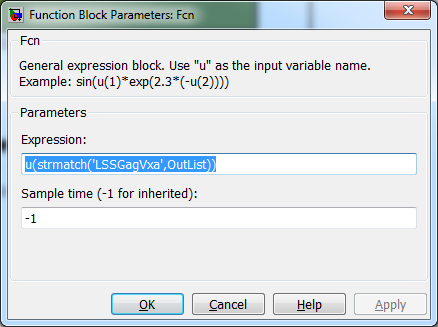 Function Block Parameters: Fcn
Fcn
General expression block. Use "u" as the input variable name.
Example: sin(u(1)*exp(2.3*(-u(2))))
Parameters
Expression:
u(strmatch('LSSGagVxa',OutList))
Sample time (-1 for inherited):
-1
OK Cancel Help Apply